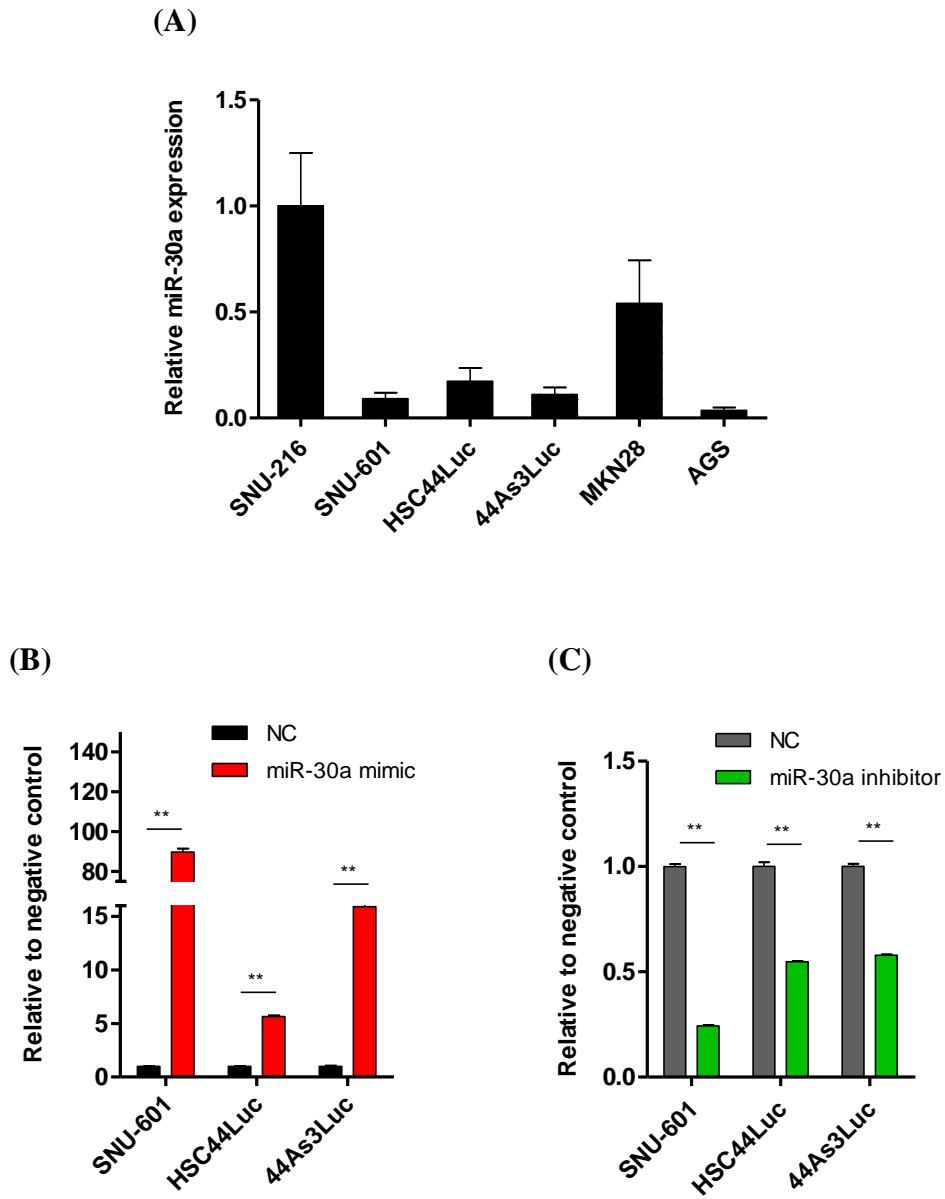 (A)
Relative miR-30a expression
1.5
1.0
0.5
0.0
SNU-216
SNU-601
HSC44Luc
44As3Luc
MKN28
AGS
(B)
NC
miR-30a mimic
Relative to negative control
140
120
100
80
60
15
10
5
0
**
**
**
SNU-601
HSC44Luc
44As3Luc
(C)
NC
miR-30a inhibitor
Relative to negative control
1.5
1.0
0.5
0.0
**
**
**
SNU-601
HSC44Luc
44As3Luc